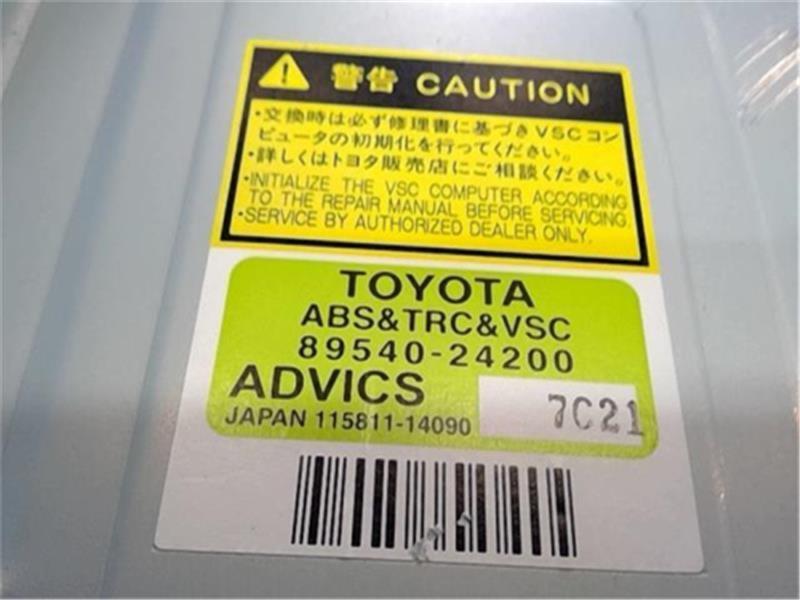 警告 CAUTION
・交換時は必ず修理書に基づきVSCコン
ピュータの初期化を行ってください。
・詳しくはトヨタ販売店にご相談ください。
・INITIALIZE THE VSC COMPUTER ACCORDING
TO THE REPAIR MANUAL BEFORE SERVICING.
・SERVICE BY AUTHORIZED DEALER ONLY.
TOYOTA
ABS&TRC&VSC
89540-24200
ADVICS
7C21
JAPAN 115811-14090